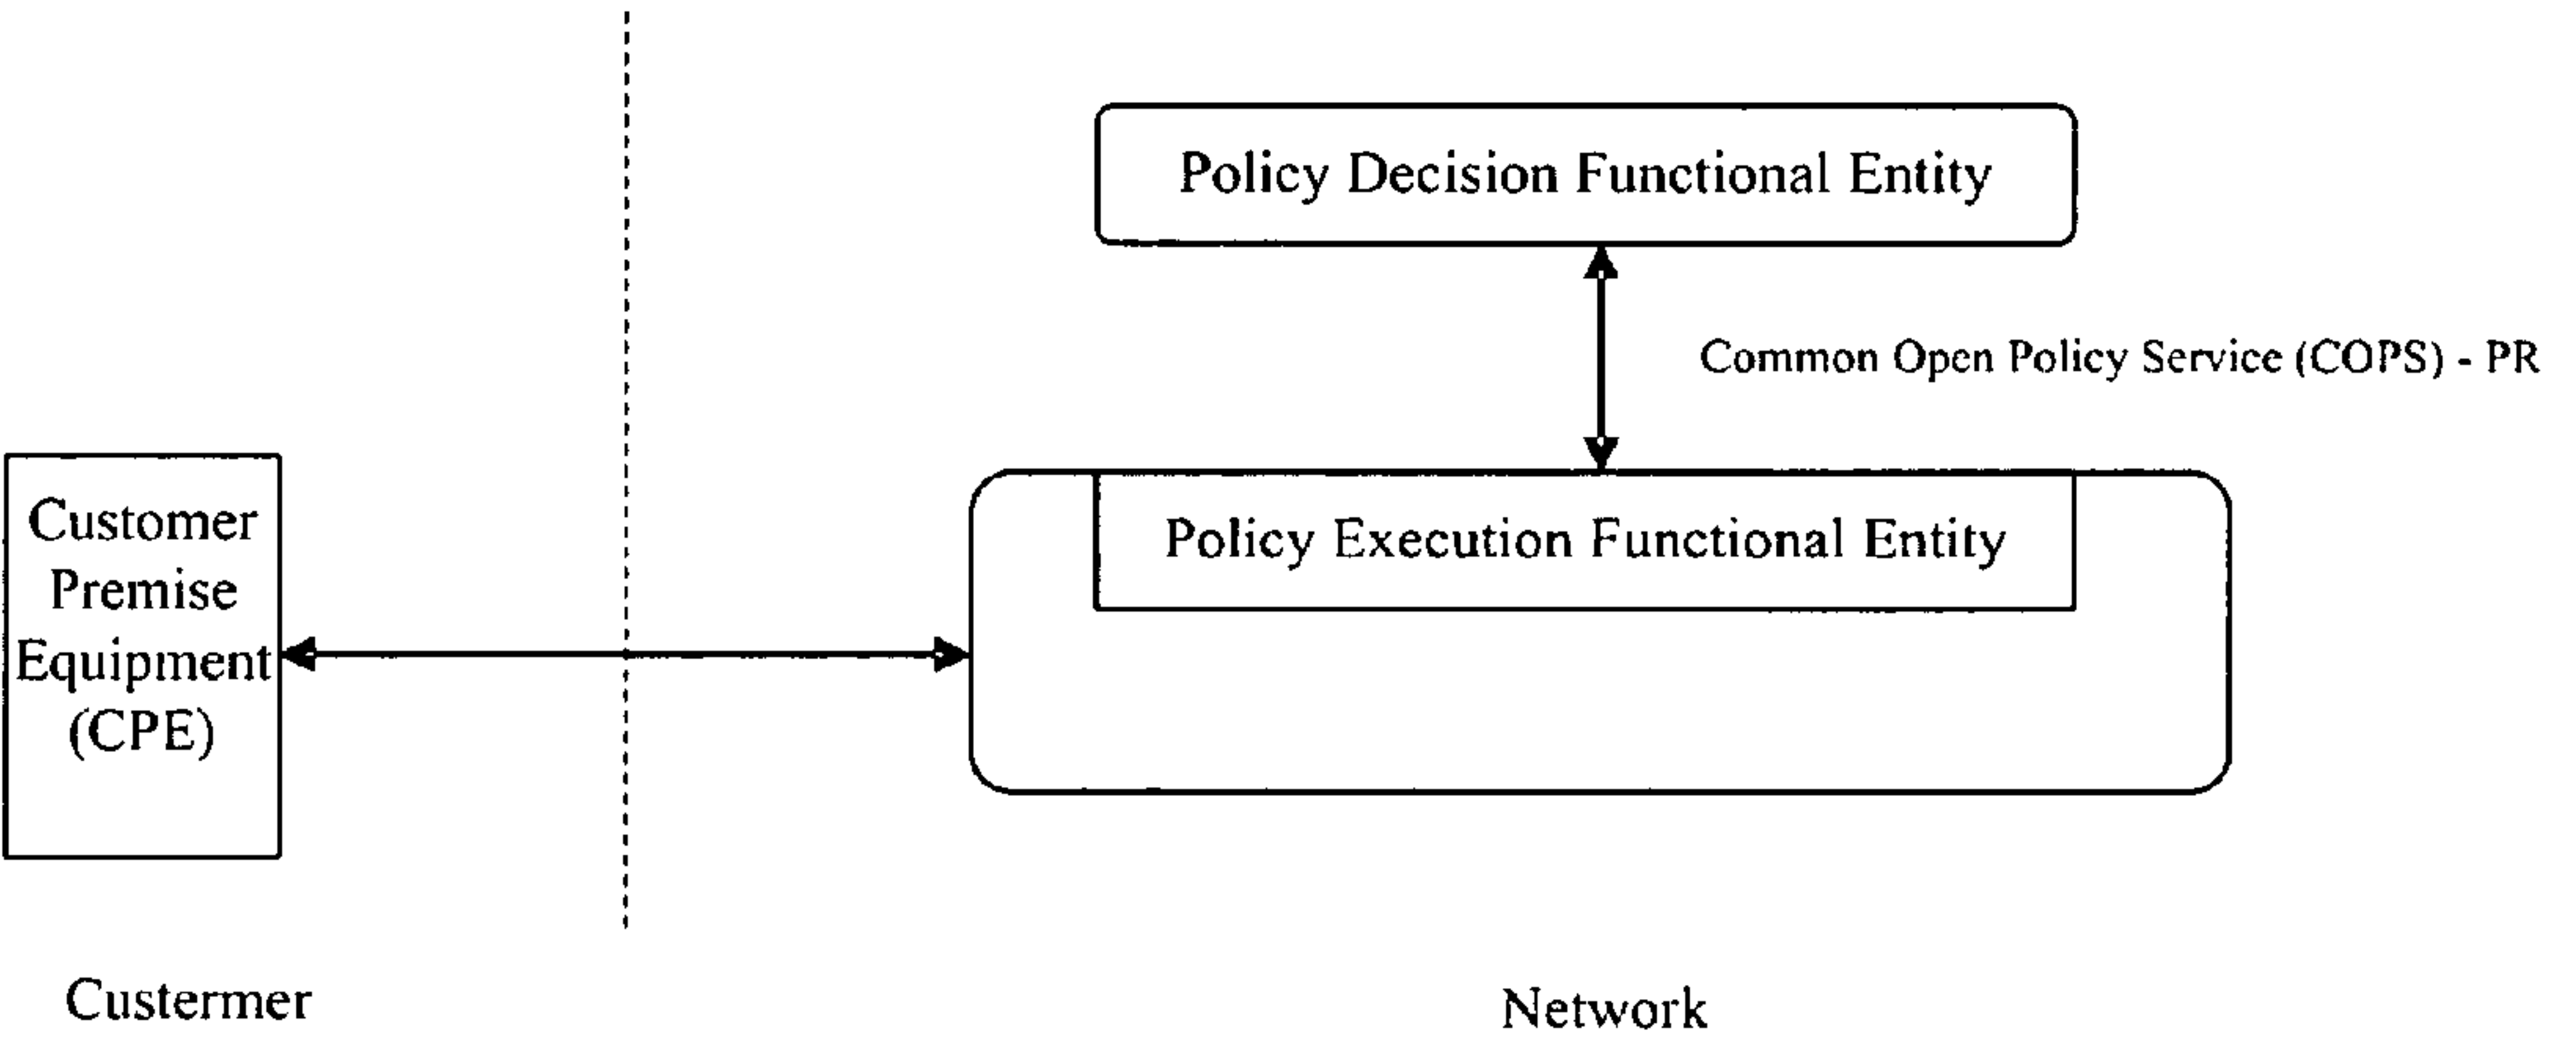 Policy Decision Functional Entity
Common Open Policy Service (COPS) - PR
Customer
Premise
Equipment
(CPE)
Policy Execution Functional Entity
Custermer
Network